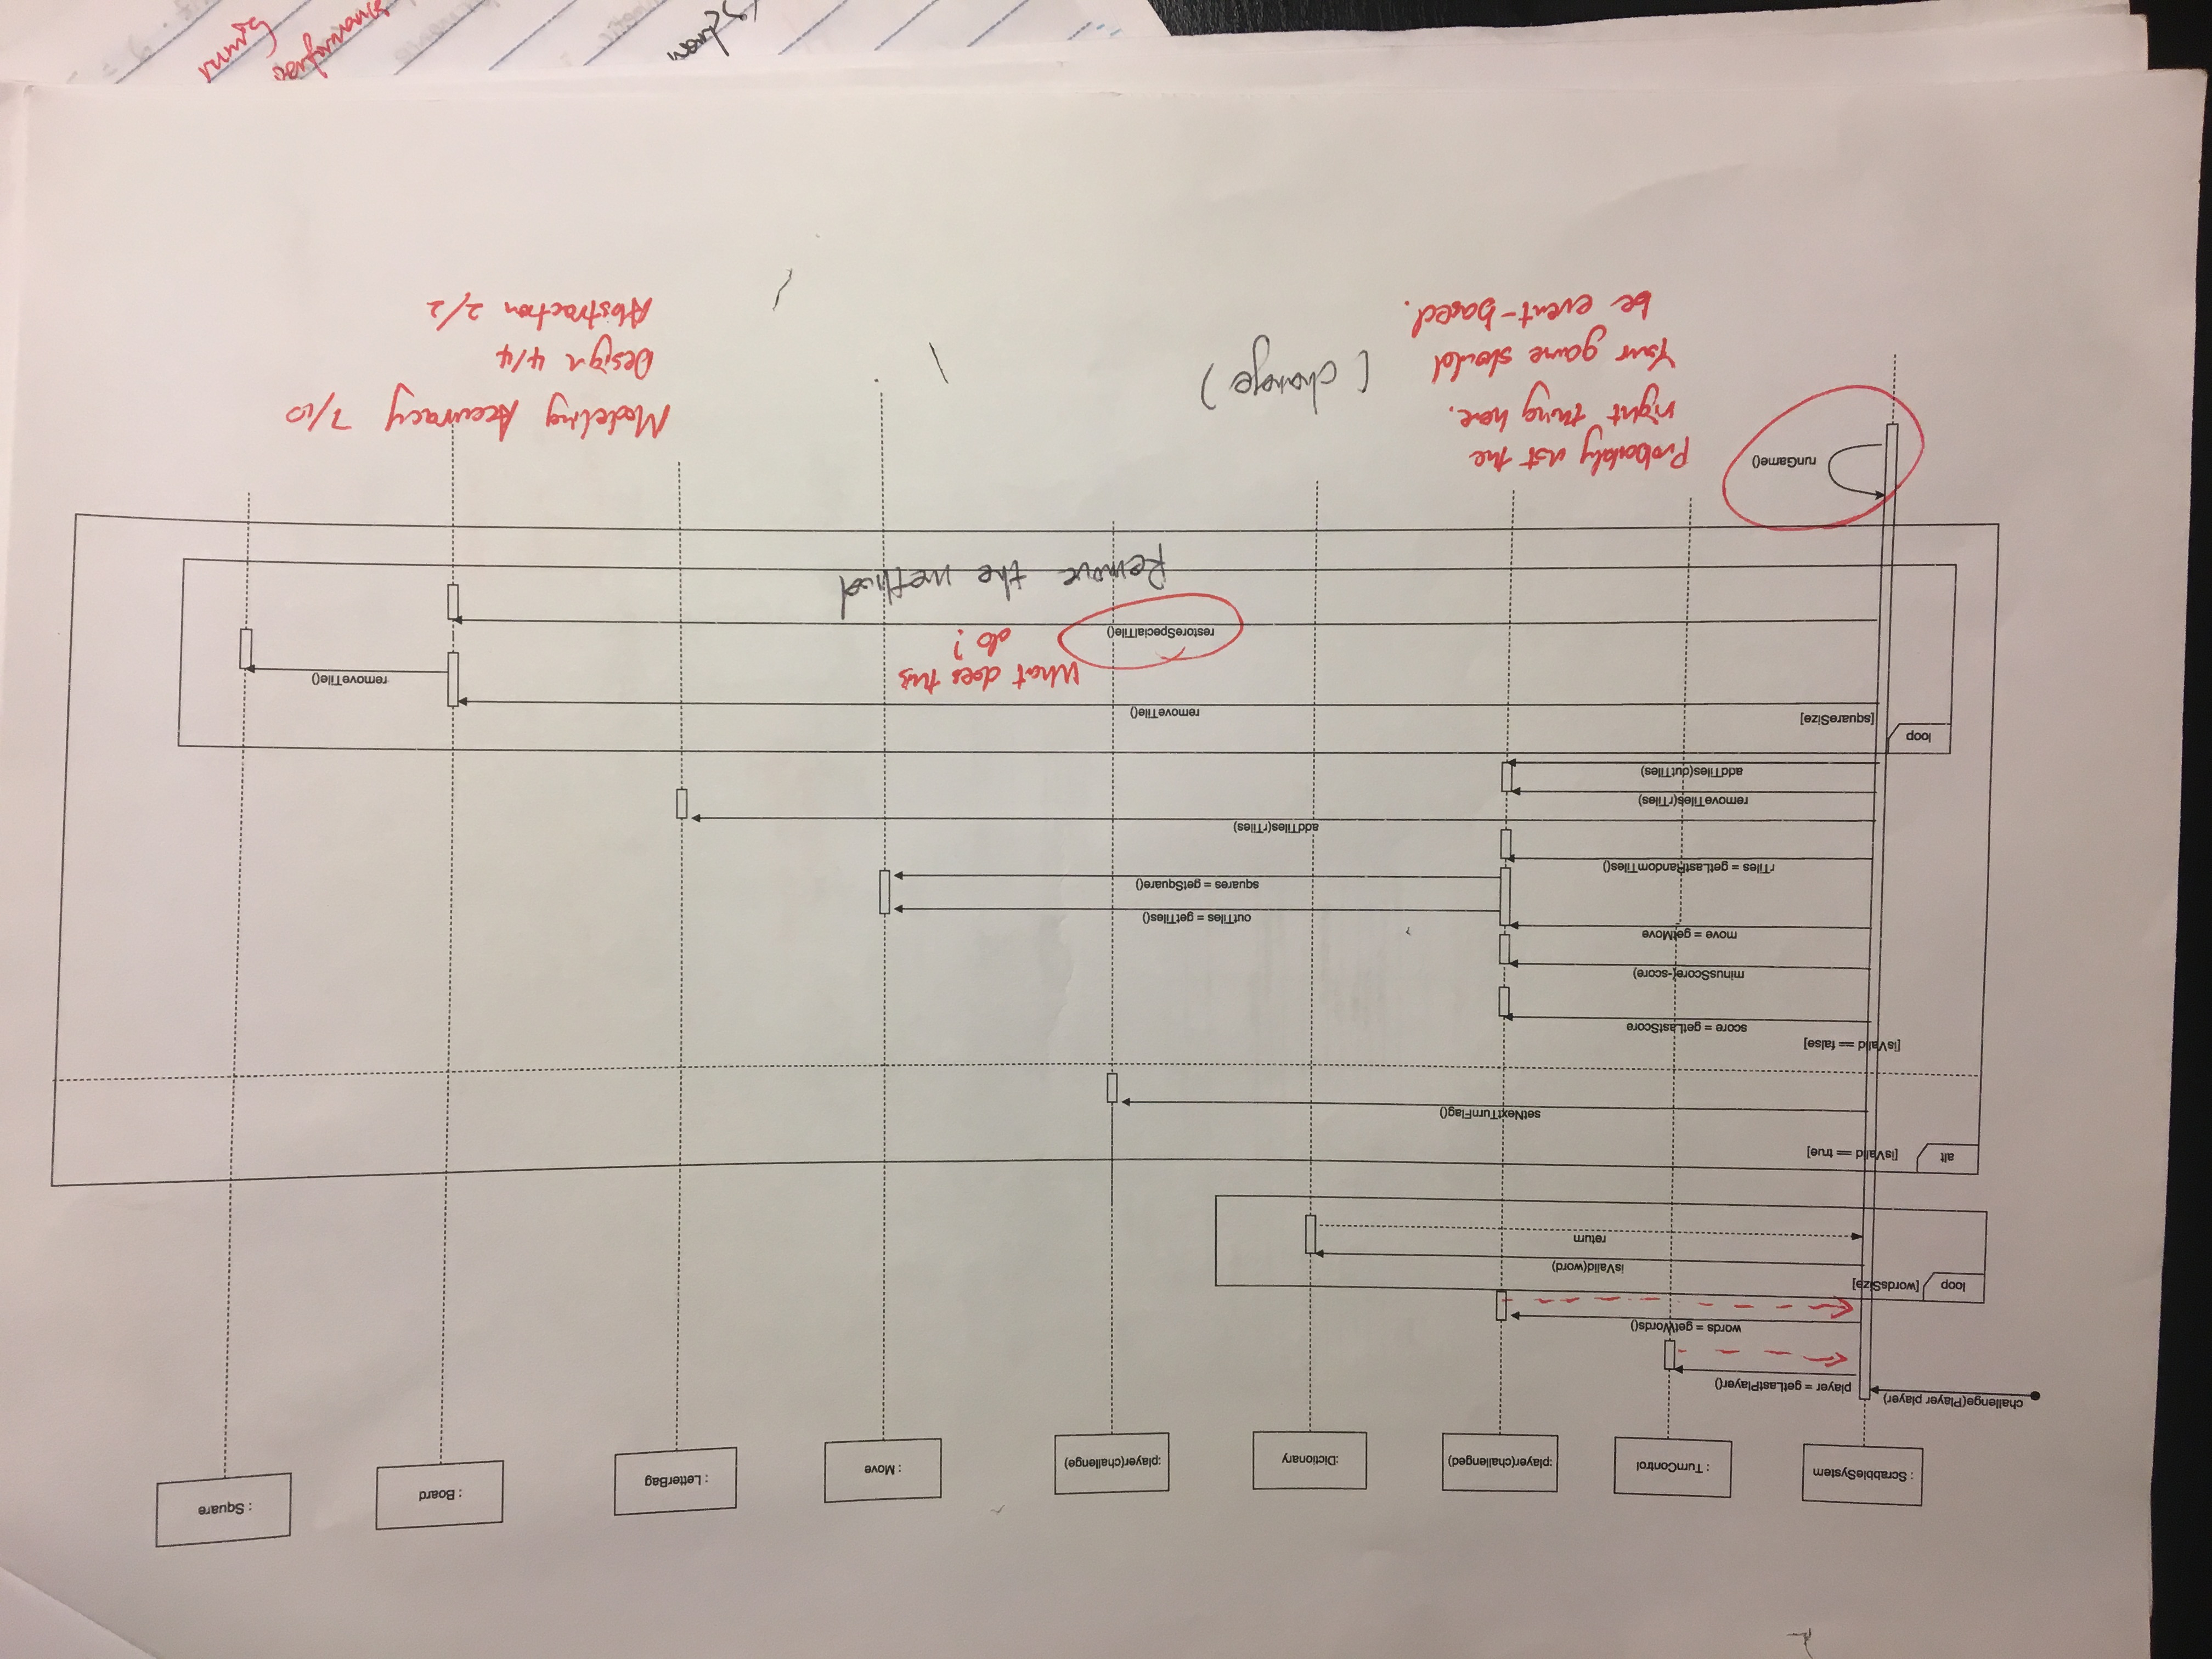 : ScrabbleSystem
: TurnControl
:player(challenged)
:Dictionary
:player(challenge)
: Move
: LetterBag
: Board
: Square
challenge(Player player)
player = getLastPlayer()
words = getWords()
loop
[wordsSize]
isValid(word)
return
alt
[isValid == true]
setNextTurnFlag()
[isValid == false]
score = getLastScore
minusScore(-score)
move = getMove
outTiles = getTiles()
squares = getSquare()
rTiles = getLastRandomTiles()
addTiles(rTiles)
removeTiles(rTiles)
addTiles(outTiles)
loop
[squareSize]
removeTile()
removeTile()
What does this
do?
restoreSpecialTile()
Remove the method
runGame()
Probably not the
right thing here.
Your game should
be event-based.
(change)
Modeling Accuracy 7/10
Design 4/4
Abstraction 2/2